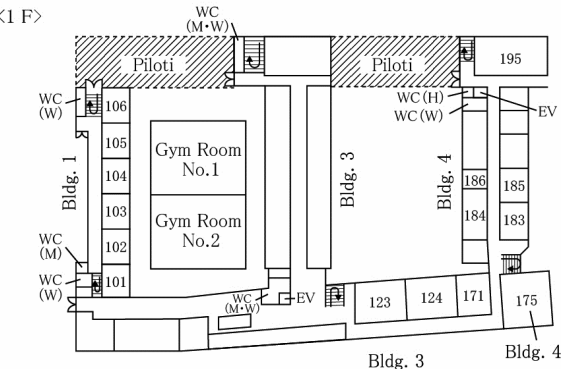 <1 F>
WC
(M・W)
Piloti
Piloti
195
WC
(W)
106
WC(H)
WC(W)
EV
105
Gym Room
No.1
104
Bldg. 1
Bldg. 3
Bldg. 4
186
185
103
Gym Room
No.2
184
183
102
WC
(M)
WC
(W)
101
WC
(M・W)
EV
123
124
171
175
Bldg. 3
Bldg. 4